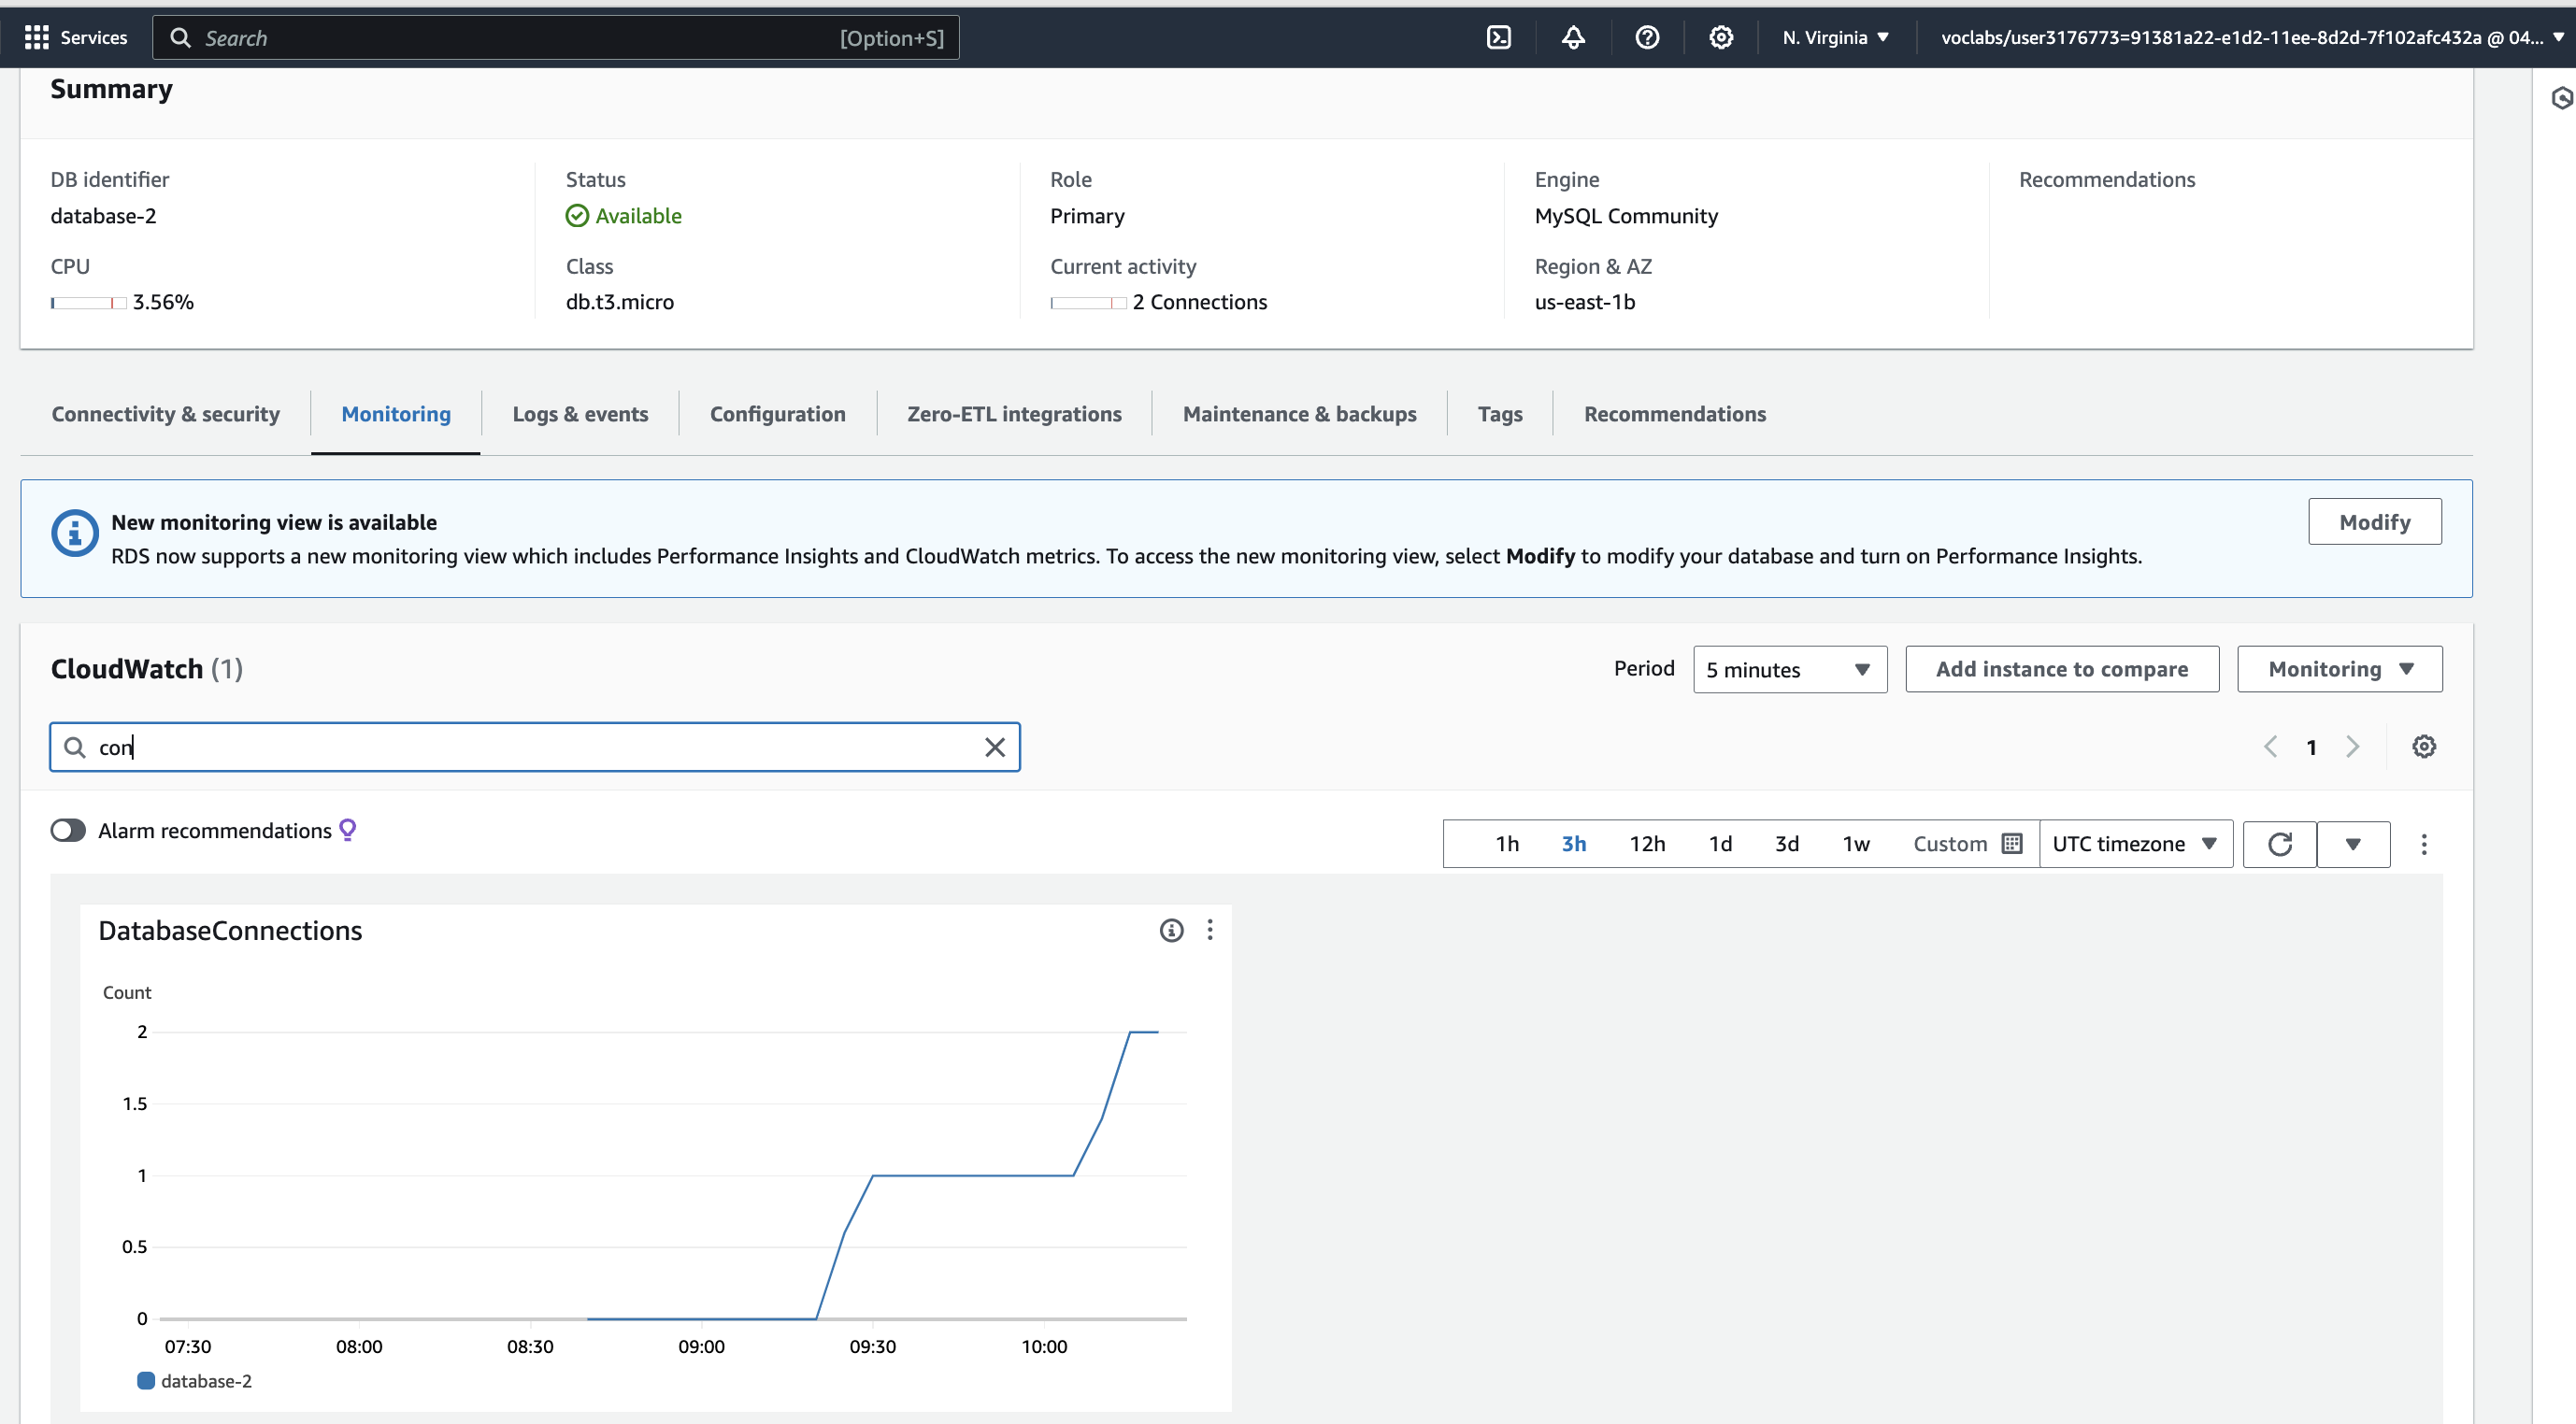 Services
Search [Option+S]
N. Virginia
voclabs/user3176773=91381a22-e1d2-11ee-8d2d-7f102afc432a @ 04...
Summary
DB identifier
database-2
Status
Available
Role
Primary
Engine
MySQL Community
Recommendations
CPU
3.56%
Class
db.t3.micro
Current activity
2 Connections
Region & AZ
us-east-1b
Connectivity & security
Monitoring
Logs & events
Configuration
Zero-ETL integrations
Maintenance & backups
Tags
Recommendations
New monitoring view is available
RDS now supports a new monitoring view which includes Performance Insights and CloudWatch metrics. To access the new monitoring view, select Modify to modify your database and turn on Performance Insights.
Modify
CloudWatch (1)
Period
5 minutes
Add instance to compare
Monitoring
con
1
Alarm recommendations
1h 3h 12h 1d 3d 1w Custom
UTC timezone
DatabaseConnections
Count
2
1.5
1
0.5
0
07:30 08:00 08:30 09:00 09:30 10:00
database-2